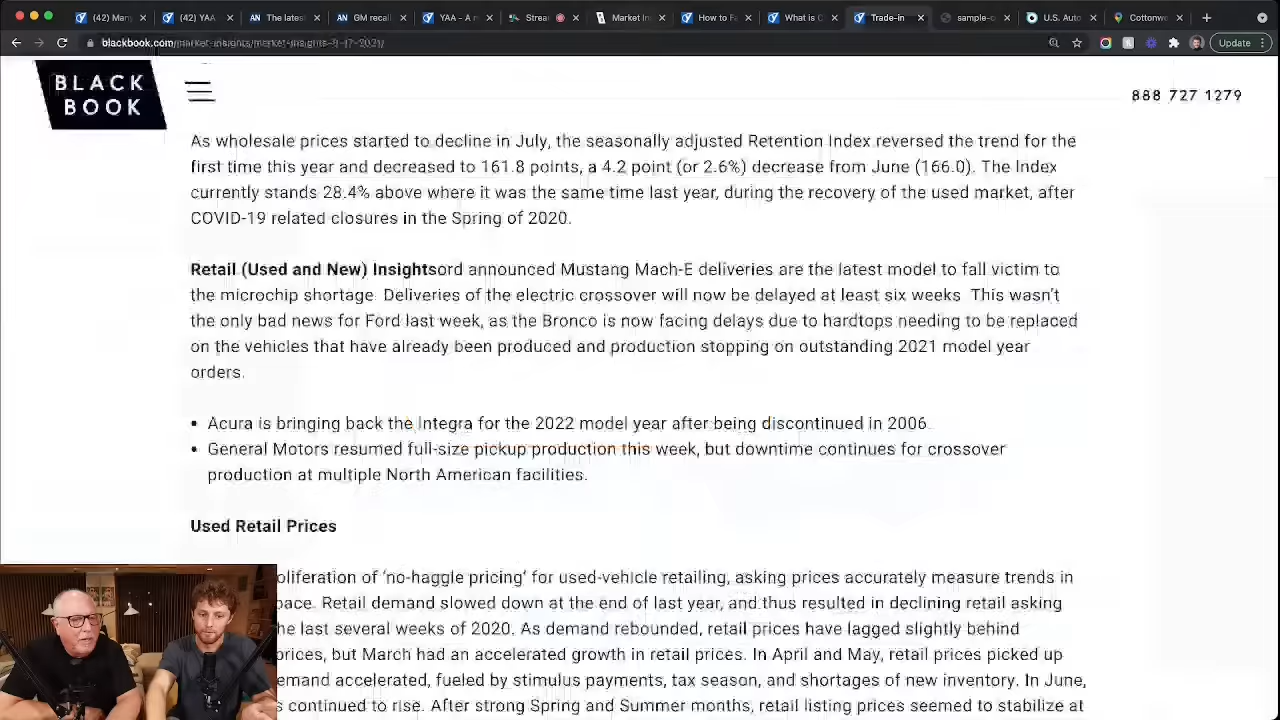 (42) Many
(42) YAA
The latest
GM recall
YAA - A r
Strea
Market In
How to Fa
What is C
Trade-in
sample-c
U.S. Auto
Cottonwo
blackbook.com/market-insights/market-insights-
Update
BLACK
BOOK
888 727 1279
As wholesale prices started to decline in July, the seasonally adjusted Retention Index reversed the trend for the
first time this year and decreased to 161.8 points, a 4.2 point (or 2.6%) decrease from June (166.0). The Index
currently stands 28.4% above where it was the same time last year, during the recovery of the used market, after
COVID-19 related closures in the Spring of 2020.
Retail (Used and New) Insightsord announced Mustang Mach-E deliveries are the latest model to fall victim to
the microchip shortage. Deliveries of the electric crossover will now be delayed at least six weeks. This wasn't
the only bad news for Ford last week, as the Bronco is now facing delays due to hardtops needing to be replaced
on the vehicles that have already been produced and production stopping on outstanding 2021 model year
orders.
• Acura is bringing back the Integra for the 2022 model year after being discontinued in 2006.
• General Motors resumed full-size pickup production this week, but downtime continues for crossover
production at multiple North American facilities.
Used Retail Prices
oliferation of 'no-haggle pricing' for used-vehicle retailing, asking prices accurately measure trends in
pace. Retail demand slowed down at the end of last year, and thus resulted in declining retail asking
he last several weeks of 2020. As demand rebounded, retail prices have lagged slightly behind
prices, but March had an accelerated growth in retail prices. In April and May, retail prices picked up
emand accelerated, fueled by stimulus payments, tax season, and shortages of new inventory. In June,
s continued to rise. After strong Spring and Summer months, retail listing prices seemed to stabilize at